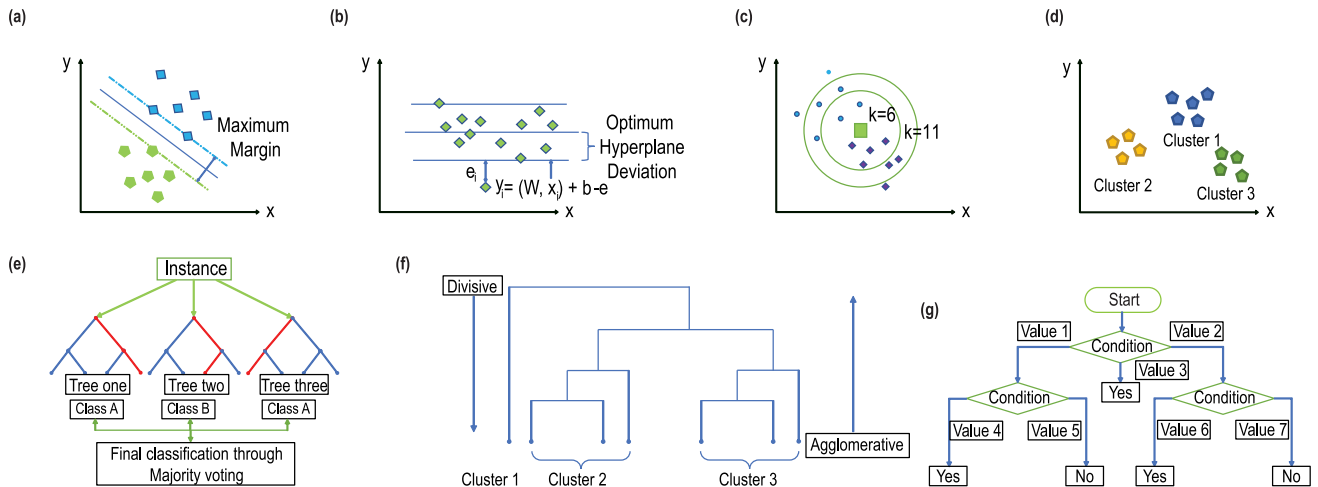 (a)
y
Maximum
Margin
x
(b)
y
Optimum
Hyperplane
Deviation
eᵢ
yᵢ= (W, xᵢ) + b-e
x
(c)
y
k=6
k=11
x
(d)
y
Cluster 1
Cluster 2
Cluster 3
x
(e)
Instance
Tree one
Tree two
Tree three
Class A
Class B
Class A
Final classification through
Majority voting
(f)
Divisive
Agglomerative
Cluster 1
Cluster 2
Cluster 3
(g)
Start
Value 1
Value 2
Condition
Value 3
Yes
Condition
Condition
Value 4
Value 5
Value 6
Value 7
Yes
No
Yes
No